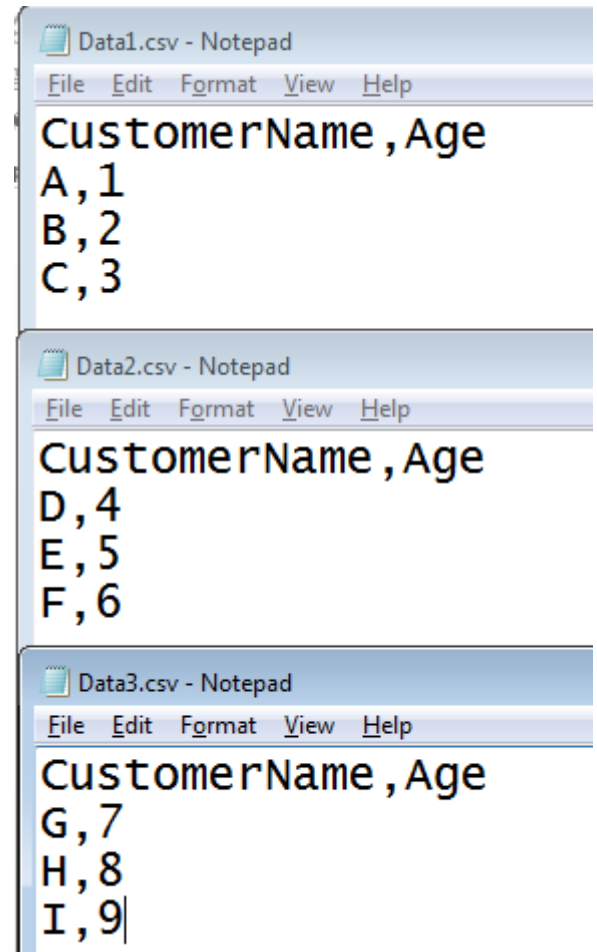 Data1.csv - Notepad
File Edit Format View Help
CustomerName,Age
A,1
B,2
C,3
Data2.csv - Notepad
File Edit Format View Help
CustomerName,Age
D,4
E,5
F,6
Data3.csv - Notepad
File Edit Format View Help
CustomerName,Age
G,7
H,8
I,9